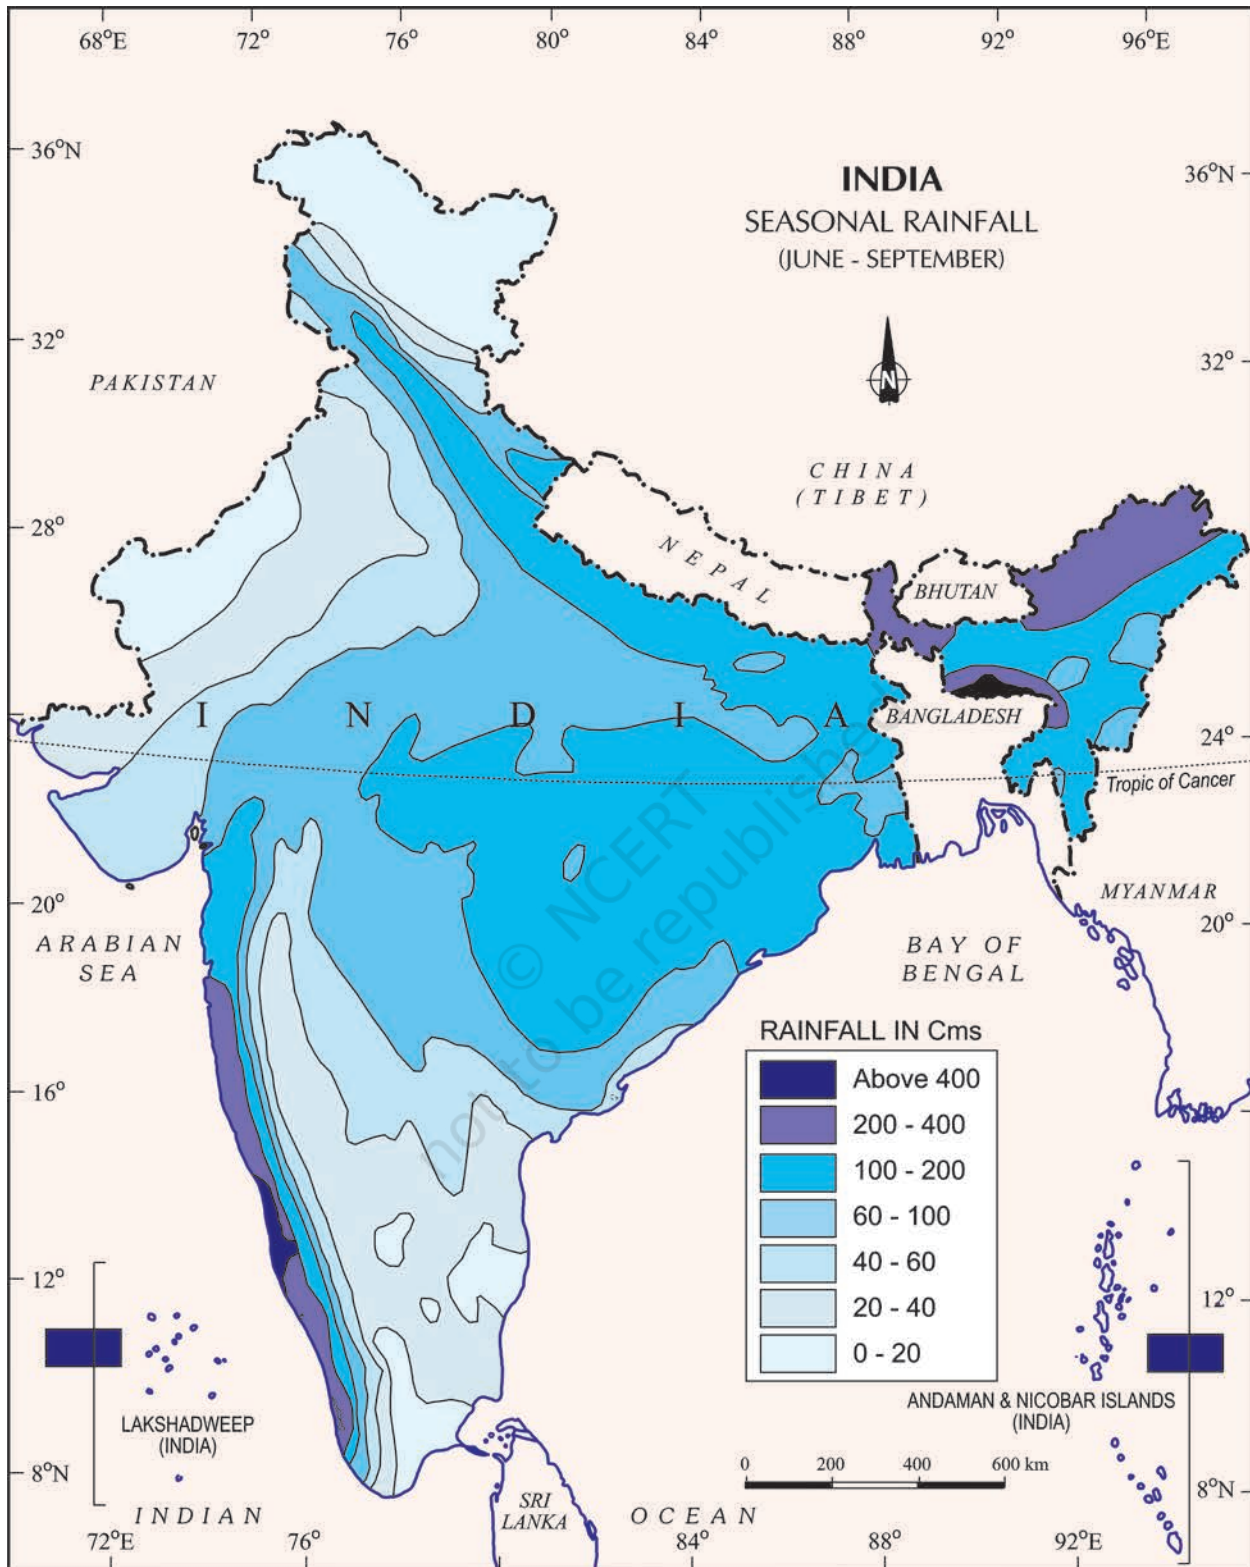 68°E 72° 76° 80° 84° 88° 92° 96°E
36°N
36°N
INDIA
SEASONAL RAINFALL
(JUNE - SEPTEMBER)
32°
32°
N
PAKISTAN
CHINA
(TIBET)
28°
NEPAL
BHUTAN
I N D I A
BANGLADESH
24°
Tropic of Cancer
20°
MYANMAR
20°
ARABIAN
SEA
BAY OF
BENGAL
© NCERT
not to be republished
RAINFALL IN Cms
Above 400
200 - 400
100 - 200
60 - 100
40 - 60
20 - 40
0 - 20
16°
12°
12°
LAKSHADWEEP
(INDIA)
ANDAMAN & NICOBAR ISLANDS
(INDIA)
0 200 400 600 km
8°N
8°N
INDIAN
SRI
LANKA
OCEAN
72°E 76° 84° 88° 92°E